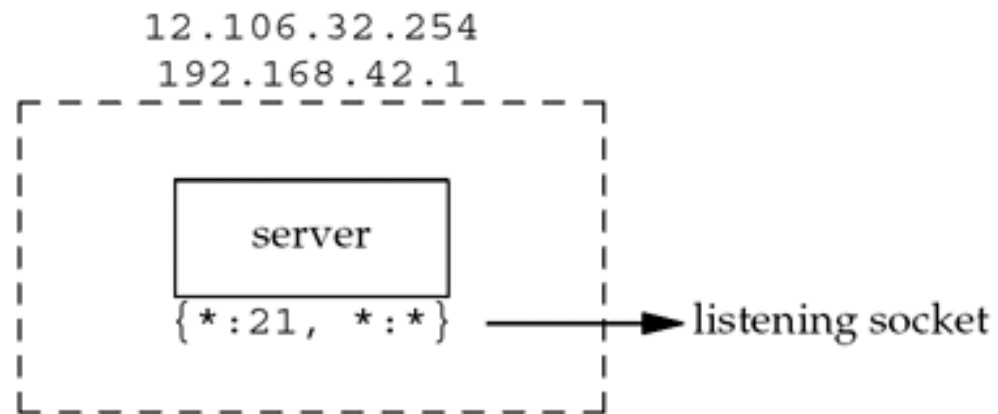 12.106.32.254
192.168.42.1
server
{*:21, *:*}
listening socket